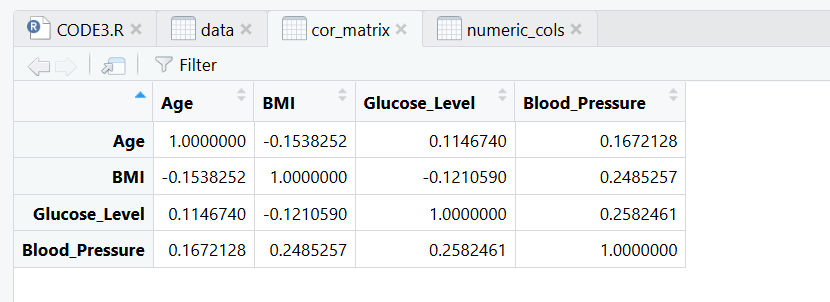 CODE3.R data cor_matrix numeric_cols
Filter
Age BMI Glucose_Level Blood_Pressure
Age 1.0000000 -0.1538252 0.1146740 0.1672128
BMI -0.1538252 1.0000000 -0.1210590 0.2485257
Glucose_Level 0.1146740 -0.1210590 1.0000000 0.2582461
Blood_Pressure 0.1672128 0.2485257 0.2582461 1.0000000